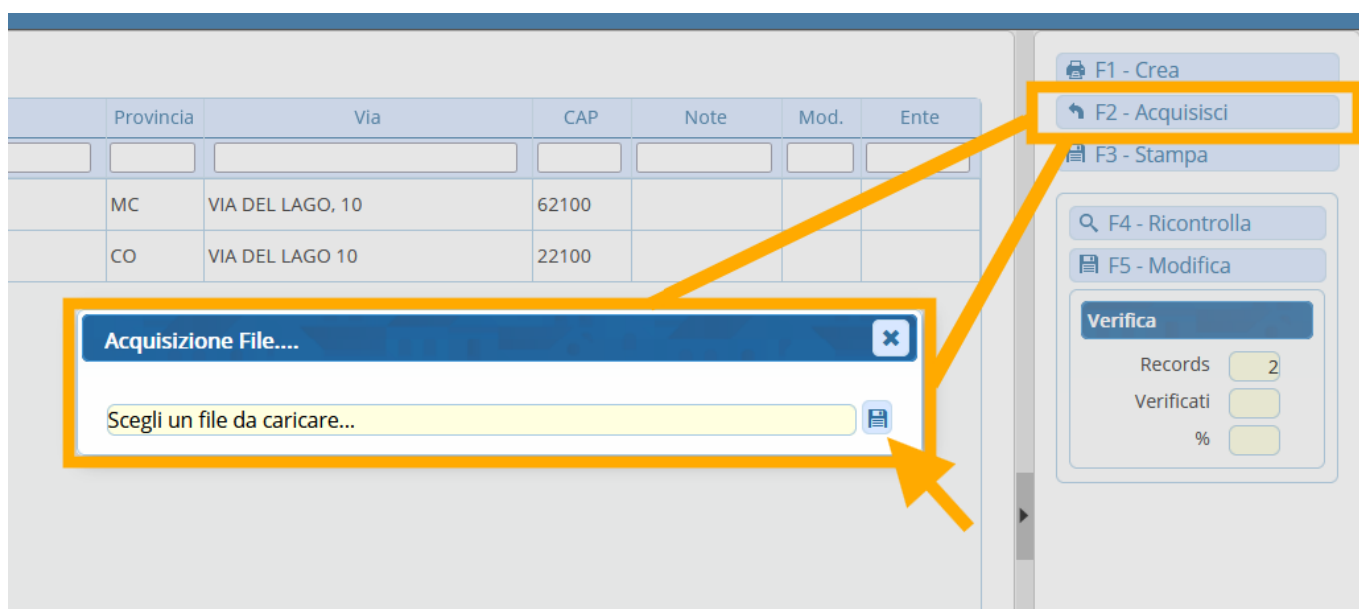 F1 - Crea
Provincia Via CAP Note Mod. Ente
F2 - Acquisisci
F3 - Stampa
MC VIA DEL LAGO, 10 62100
F4 - Ricontrolla
CO VIA DEL LAGO 10 22100
F5 - Modifica
Verifica
Acquisizione File....
Records 2
Verificati
Scegli un file da caricare...
%